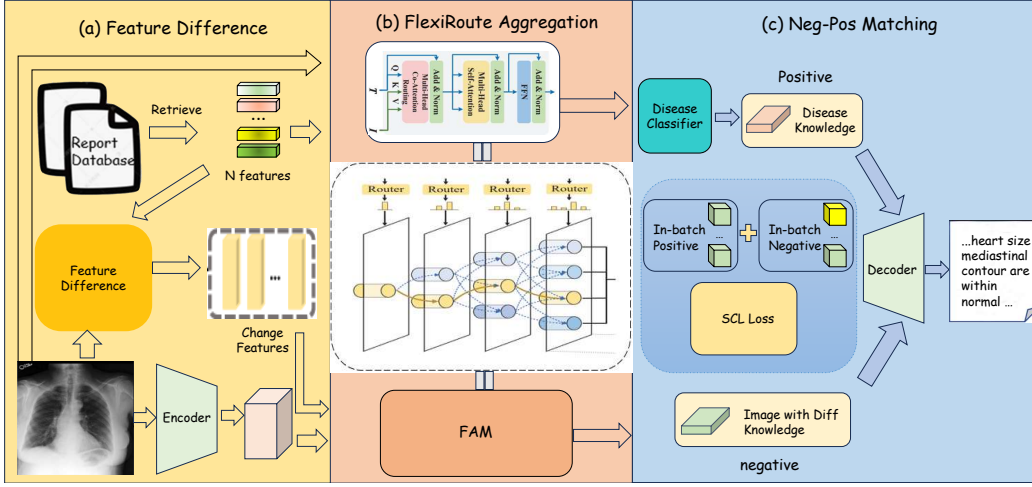 (a) Feature Difference
Retrieve
Report
Database
...
N features
Feature
Difference
...
Change
Features
Encoder
(b) FlexiRoute Aggregation
Q
K
V
T
I
Multi-Head
Co-Attention
Routing
Add & Norm
Multi-Head
Self-Attention
Add & Norm
FFN
Add & Norm
Router
Router
Router
Router
FAM
(c) Neg-Pos Matching
Positive
Disease
Classifier
Disease
Knowledge
In-batch
Positive
...
In-batch
Negative
...
SCL Loss
Decoder
...heart size
mediastinal
contour are
within
normal ...
Image with Diff
Knowledge
negative